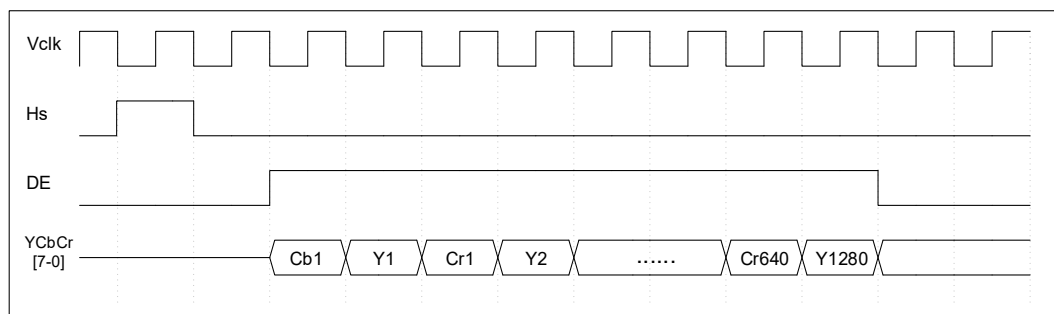 Vclk
Hs
DE
YCbCr
[7-0]
Cb1 Y1 Cr1 Y2 ...... Cr640 Y1280